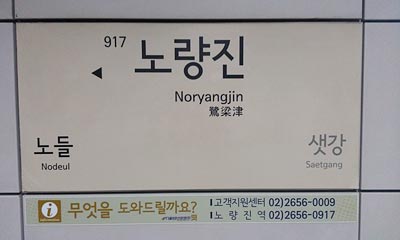 917
◀ 노량진
Noryangjin
鷺梁津
노들
Nodeul
샛강
Saetgang
i 무엇을 도와드릴까요?
고객지원센터 02)2656-0009
노량진역 02)2656-0917